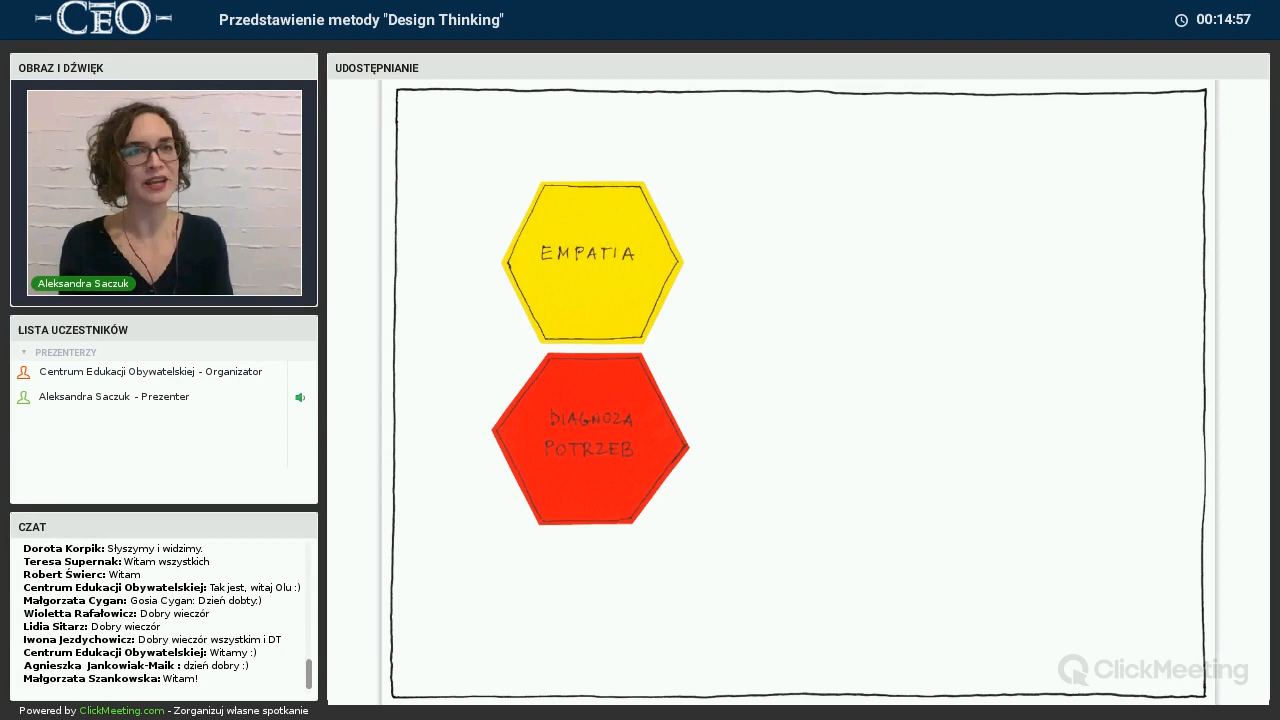 CEO
Przedstawienie metody "Design Thinking"
00:14:57
OBRAZ I DŹWIĘK
Aleksandra Saczuk
LISTA UCZESTNIKÓW
PREZENTERZY
Centrum Edukacji Obywatelskiej - Organizator
Aleksandra Saczuk - Prezenter
CZAT
Dorota Korpik: Słyszymy i widzimy.
Teresa Supernak: Witam wszystkich
Robert Świerc: Witam
Centrum Edukacji Obywatelskiej: Tak jest, witaj Olu :)
Małgorzata Cygan: Gosia Cygan: Dzień dobty:)
Wioletta Rafałowicz: Dobry wieczór
Lidia Sitarz: Dobry wieczór
Iwona Jezdychowicz: Dobry wieczór wszystkim i DT
Centrum Edukacji Obywatelskiej: Witamy :)
Agnieszka Jankowiak-Maik : dzień dobry :)
Małgorzata Szankowska: Witam!
Powered by ClickMeeting.com - Zorganizuj własne spotkanie
UDOSTĘPNIANIE
EMPATIA
DIAGNOZA
POTRZEB
ClickMeeting